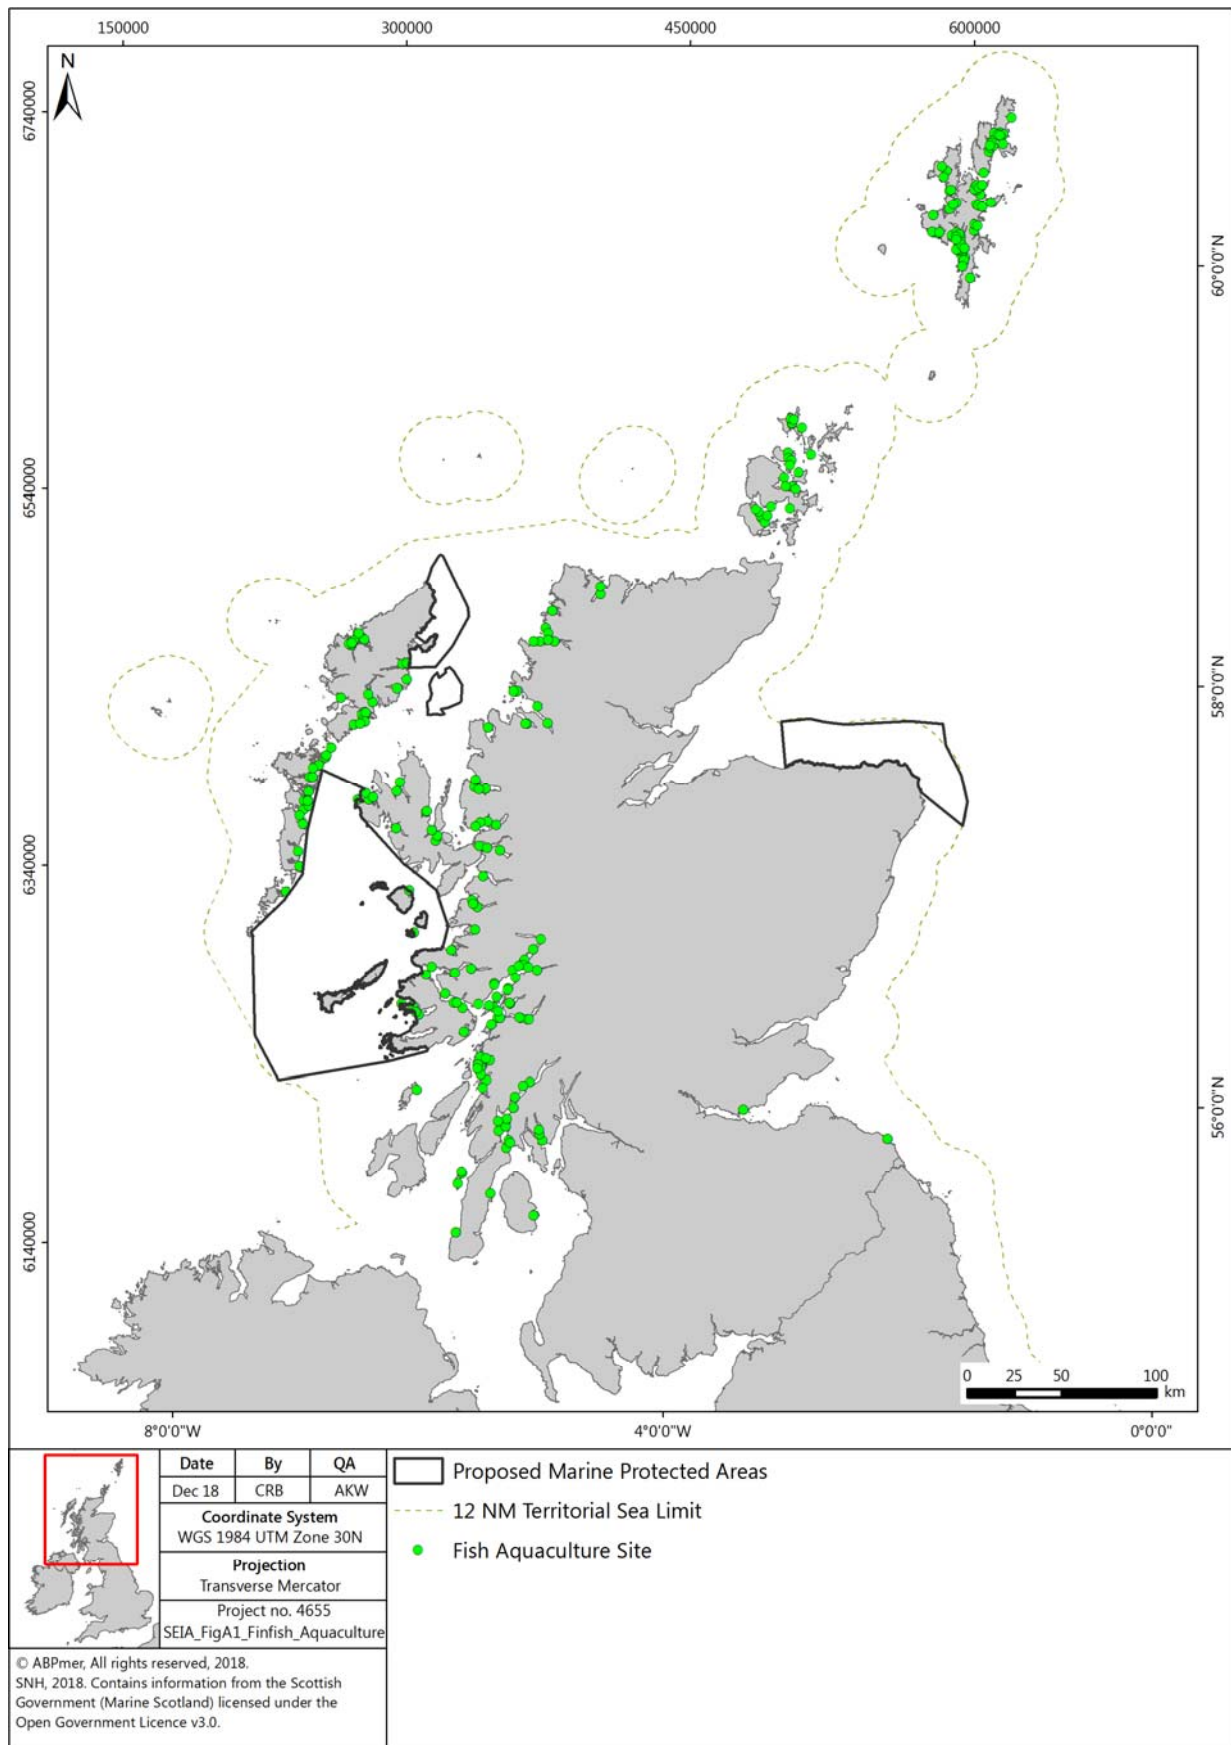 150000 300000 450000 600000
N
6740000
6540000
6340000
6140000
60°0'0"N
58°0'0"N
56°0'0"N
0 25 50 100
km
8°0'0"W 4°0'0"W 0°0'0"
Date By QA
Dec 18 CRB AKW
Coordinate System
WGS 1984 UTM Zone 30N
Projection
Transverse Mercator
Project no. 4655
SEIA_FigA1_Finfish_Aquaculture
Proposed Marine Protected Areas
12 NM Territorial Sea Limit
Fish Aquaculture Site
© ABPmer, All rights reserved, 2018.
SNH, 2018. Contains information from the Scottish
Government (Marine Scotland) licensed under the
Open Government Licence v3.0.